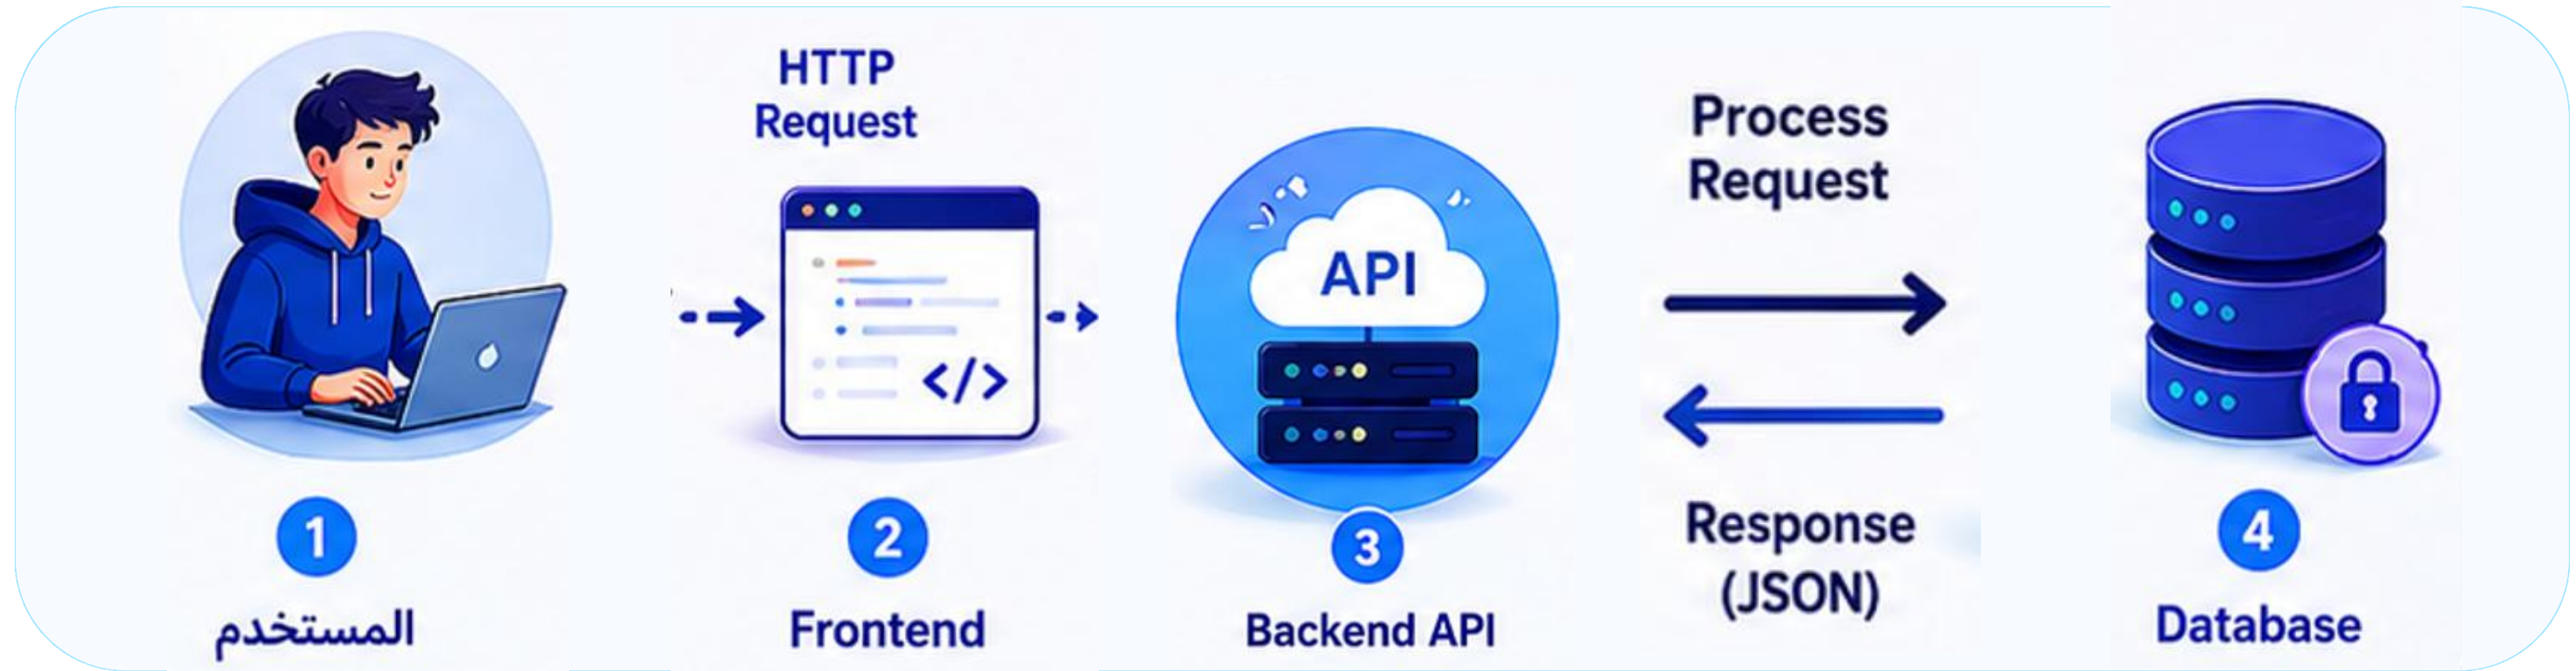 1
المستخدم
HTTP
Request
</>
2
Frontend
API
3
Backend API
Process
Request
Response
(JSON)
4
Database